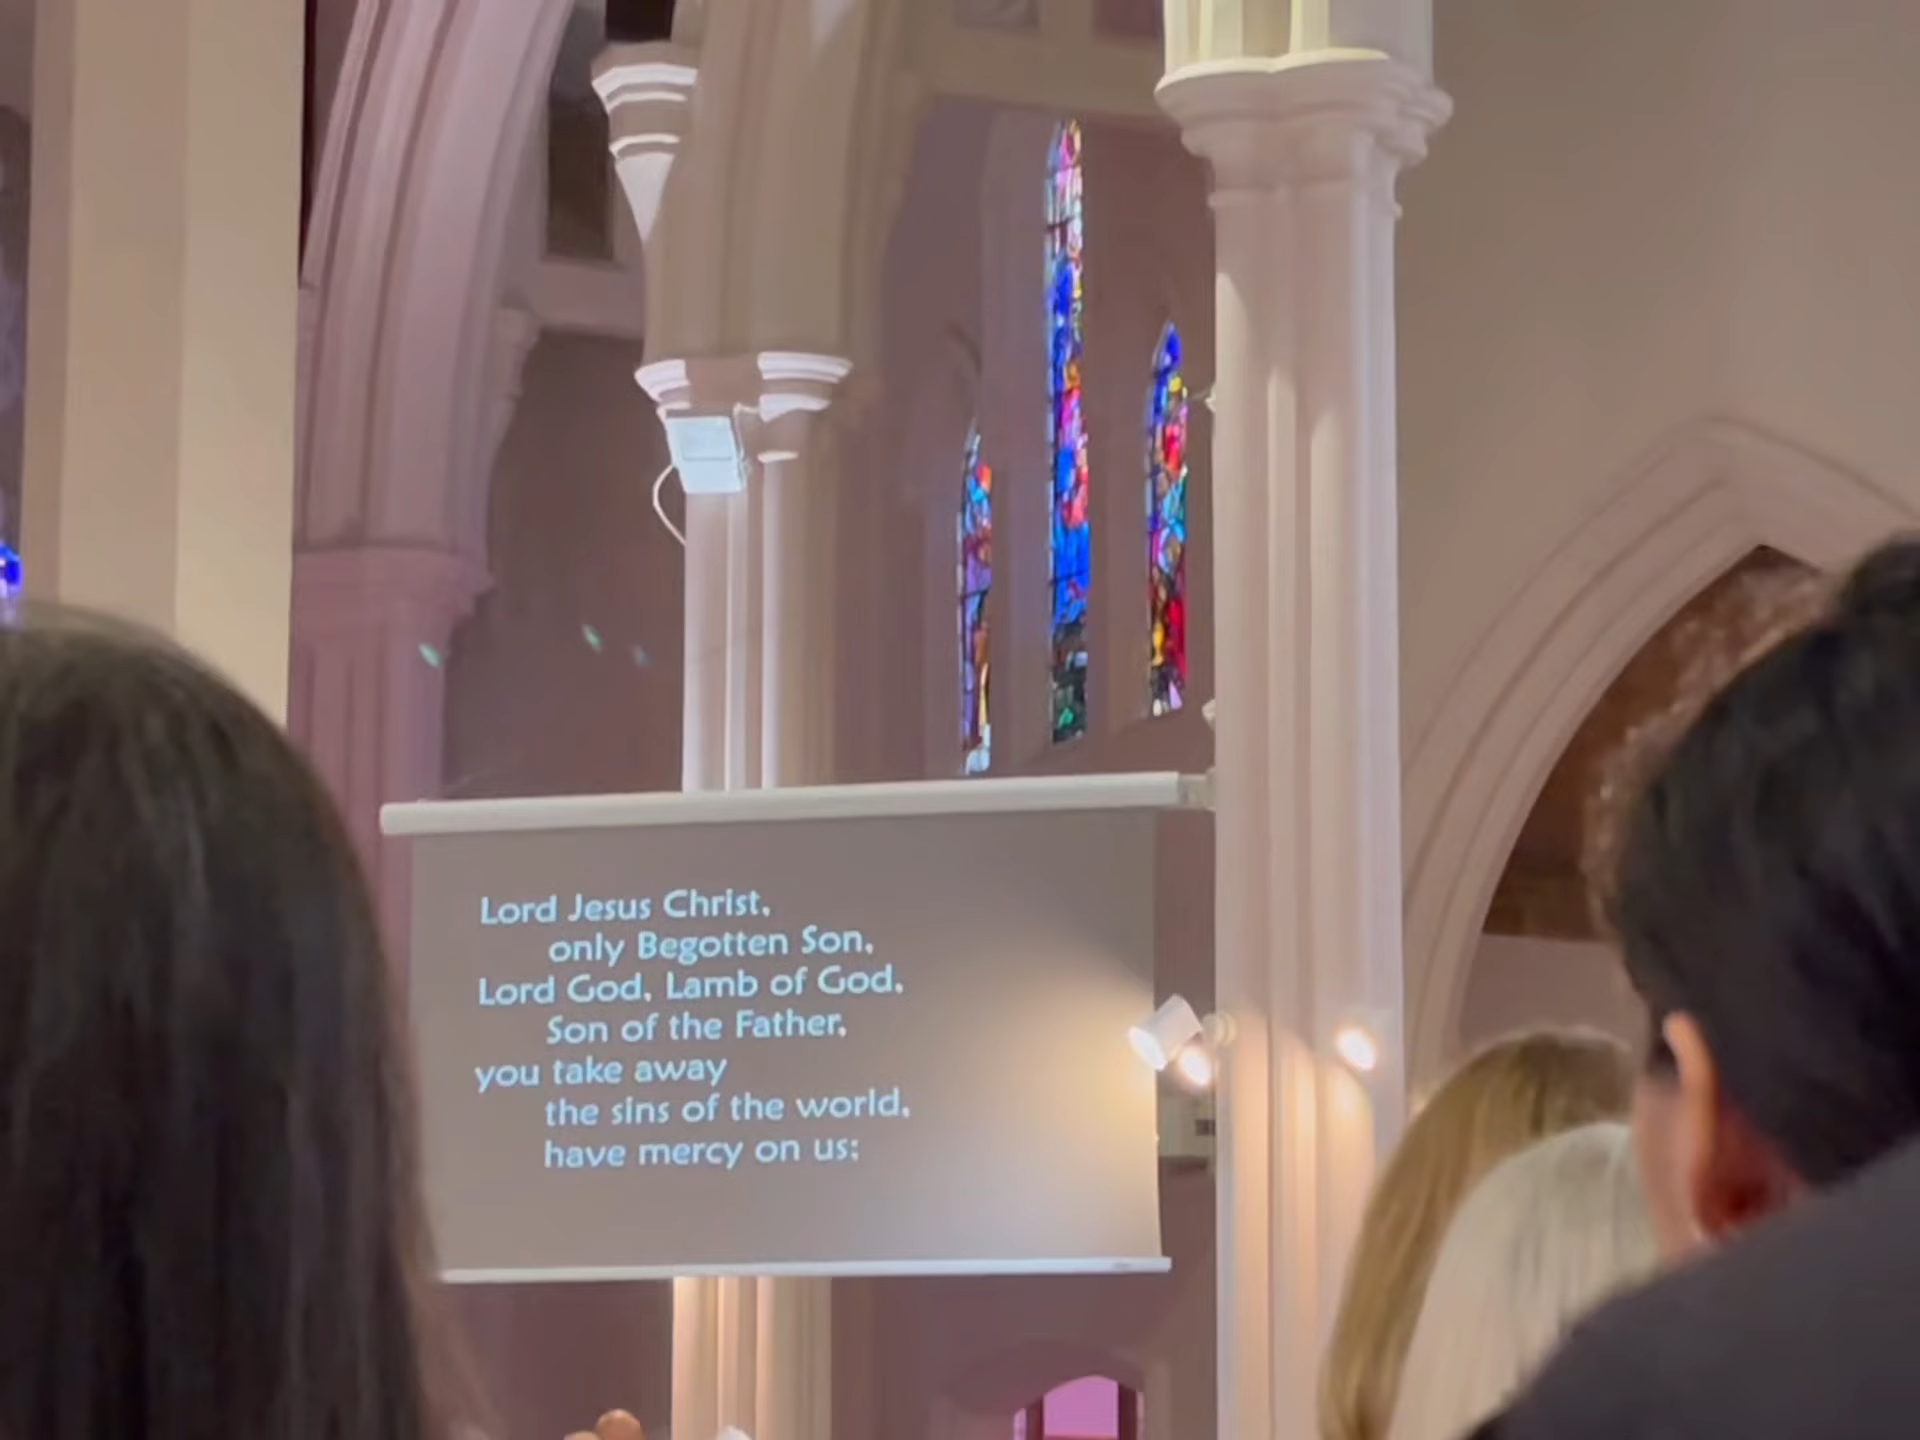 Lord Jesus Christ,
only Begotten Son,
Lord God, Lamb of God,
Son of the Father,
you take away
the sins of the world,
have mercy on us;